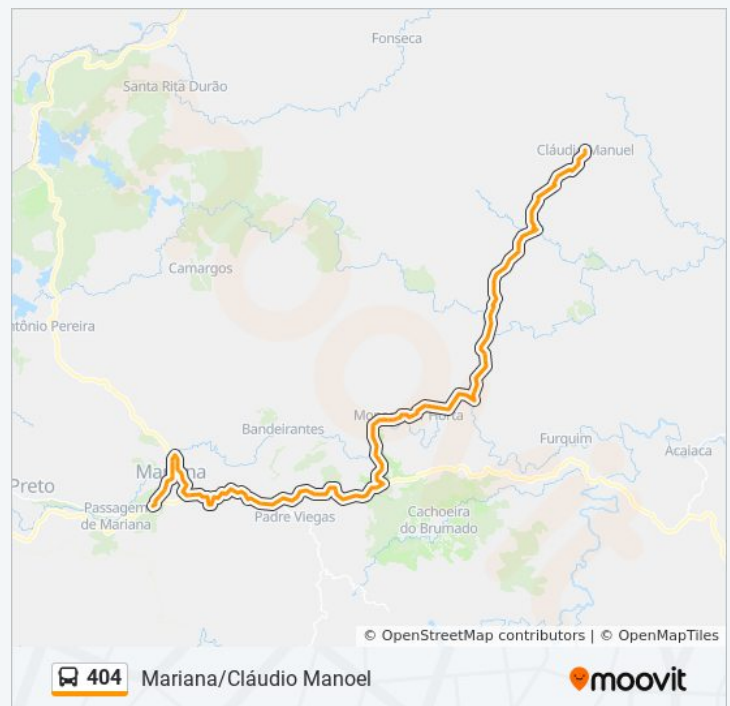 Fonseca
Santa Rita Durão
Cláudio Manuel
Camargos
ntônio Pereira
Bandeirantes
Furquim
Acaiaca
Preto
Passagem
de Mariana
Padre Viegas
Cachoeira
do Brumado
© OpenStreetMap contributors | © OpenMapTiles
404 Mariana/Cláudio Manoel
moovit